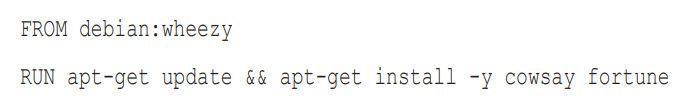 FROM debian:wheezy
RUN apt-get update && apt-get install -y cowsay fortune